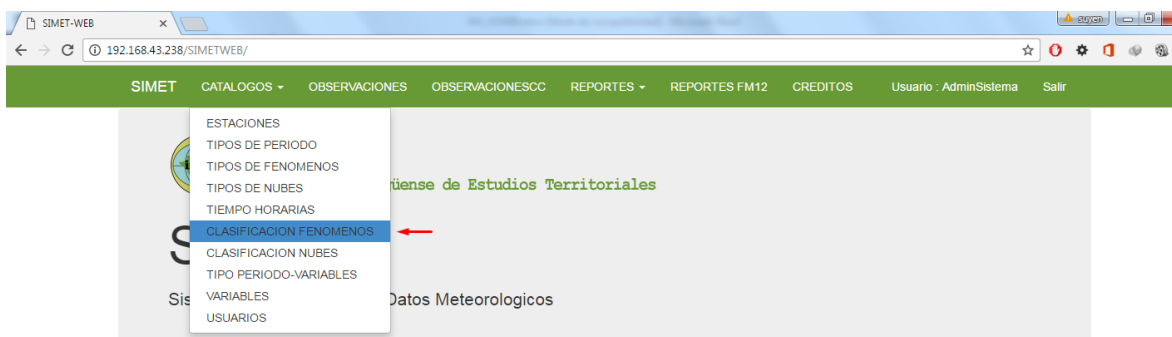 SIMET-WEB
suyen
192.168.43.238/SIMETWEB/
SIMET CATALOGOS OBSERVACIONES OBSERVACIONESCC REPORTES REPORTES FM12 CREDITOS Usuario : AdminSistema Salir
ESTACIONES
TIPOS DE PERIODO
TIPOS DE FENOMENOS
TIPOS DE NUBES
üense de Estudios Territoriales
TIEMPO HORARIAS
CLASIFICACION FENOMENOS
S
CLASIFICACION NUBES
TIPO PERIODO-VARIABLES
VARIABLES
Sis Datos Meteorologicos
USUARIOS